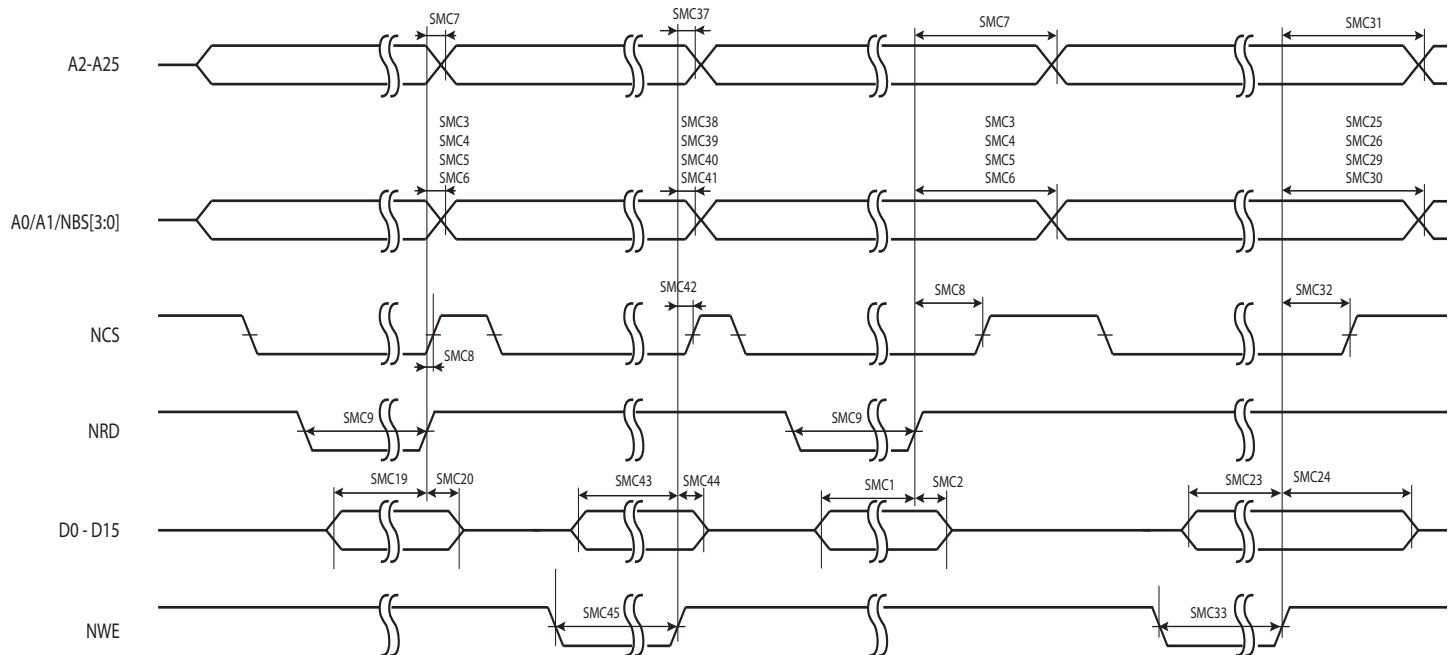 SMC7
SMC37
SMC7
SMC31
A2-A25
SMC3
SMC4
SMC5
SMC6
SMC38
SMC39
SMC40
SMC41
SMC3
SMC4
SMC5
SMC6
SMC25
SMC26
SMC29
SMC30
A0/A1/NBS[3:0]
SMC42
SMC8
SMC32
NCS
SMC8
SMC9
SMC9
NRD
SMC19
SMC20
SMC43
SMC44
SMC1
SMC2
SMC23
SMC24
D0 - D15
SMC45
SMC33
NWE